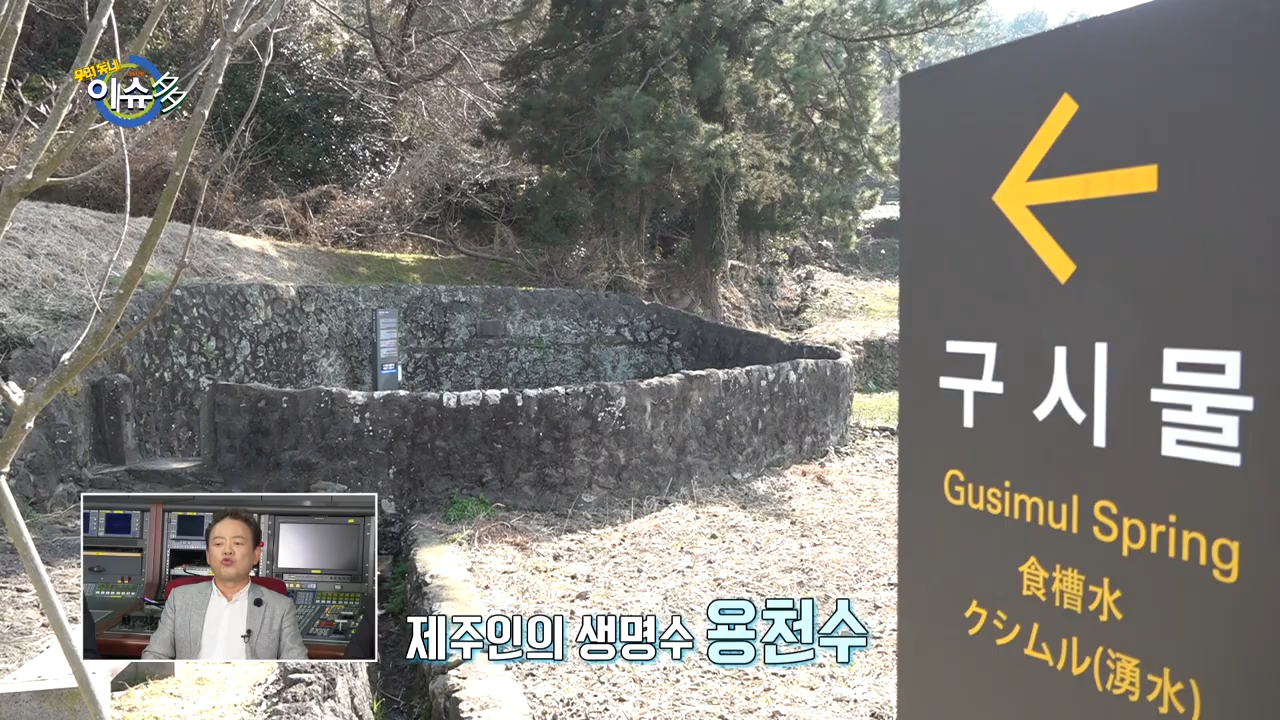 우리동네
이슈多
구시물
Gusimul Spring
食槽水
クシムル(湧水)
제주인의 생명수 용천수